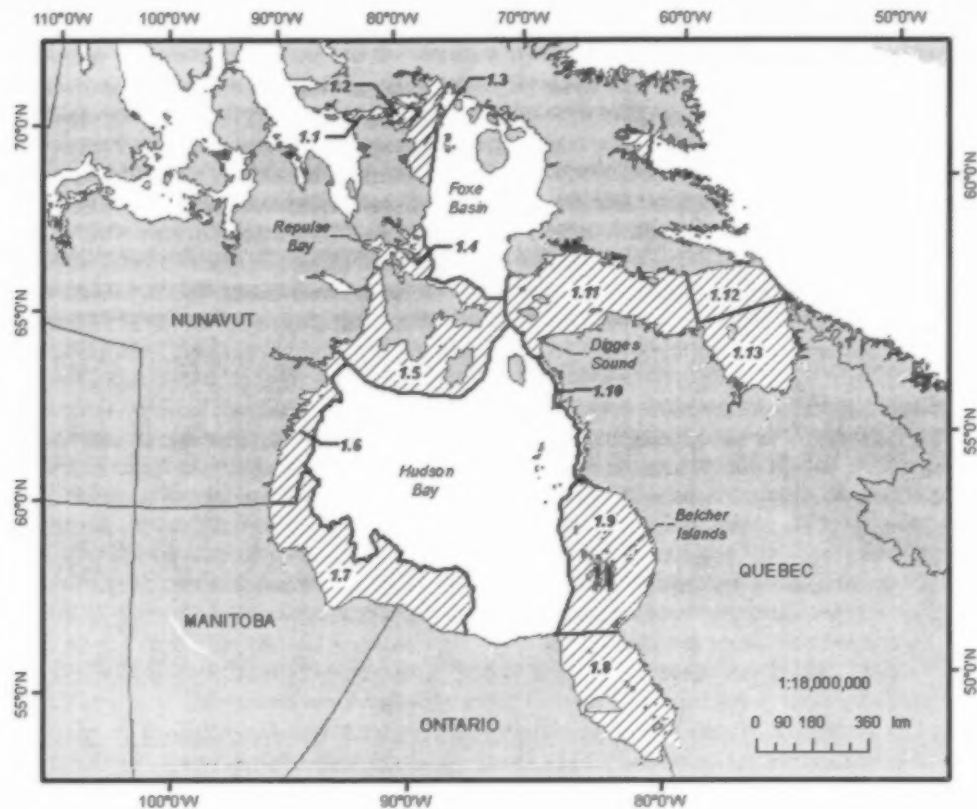 110°0'W 100°0'W 90°0'W 80°0'W 70°0'W 60°0'W 50°0'W
1.3
1.2
1.1
70°0'N
60°0'N
Foxe
Basin
Repulse
Bay
1.4
1.11
1.12
65°0'N
NUNAVUT
Digges
Sound
1.13
1.5
1.10
55°0'N
1.6
Hudson
Bay
60°0'N
1.9
Belcher
Islands
1.7
QUEBEC
MANITOBA
50°0'N
1.8
1:18,000,000
55°0'N
ONTARIO
0 90 180 360 km
100°0'W 90°0'W 80°0'W